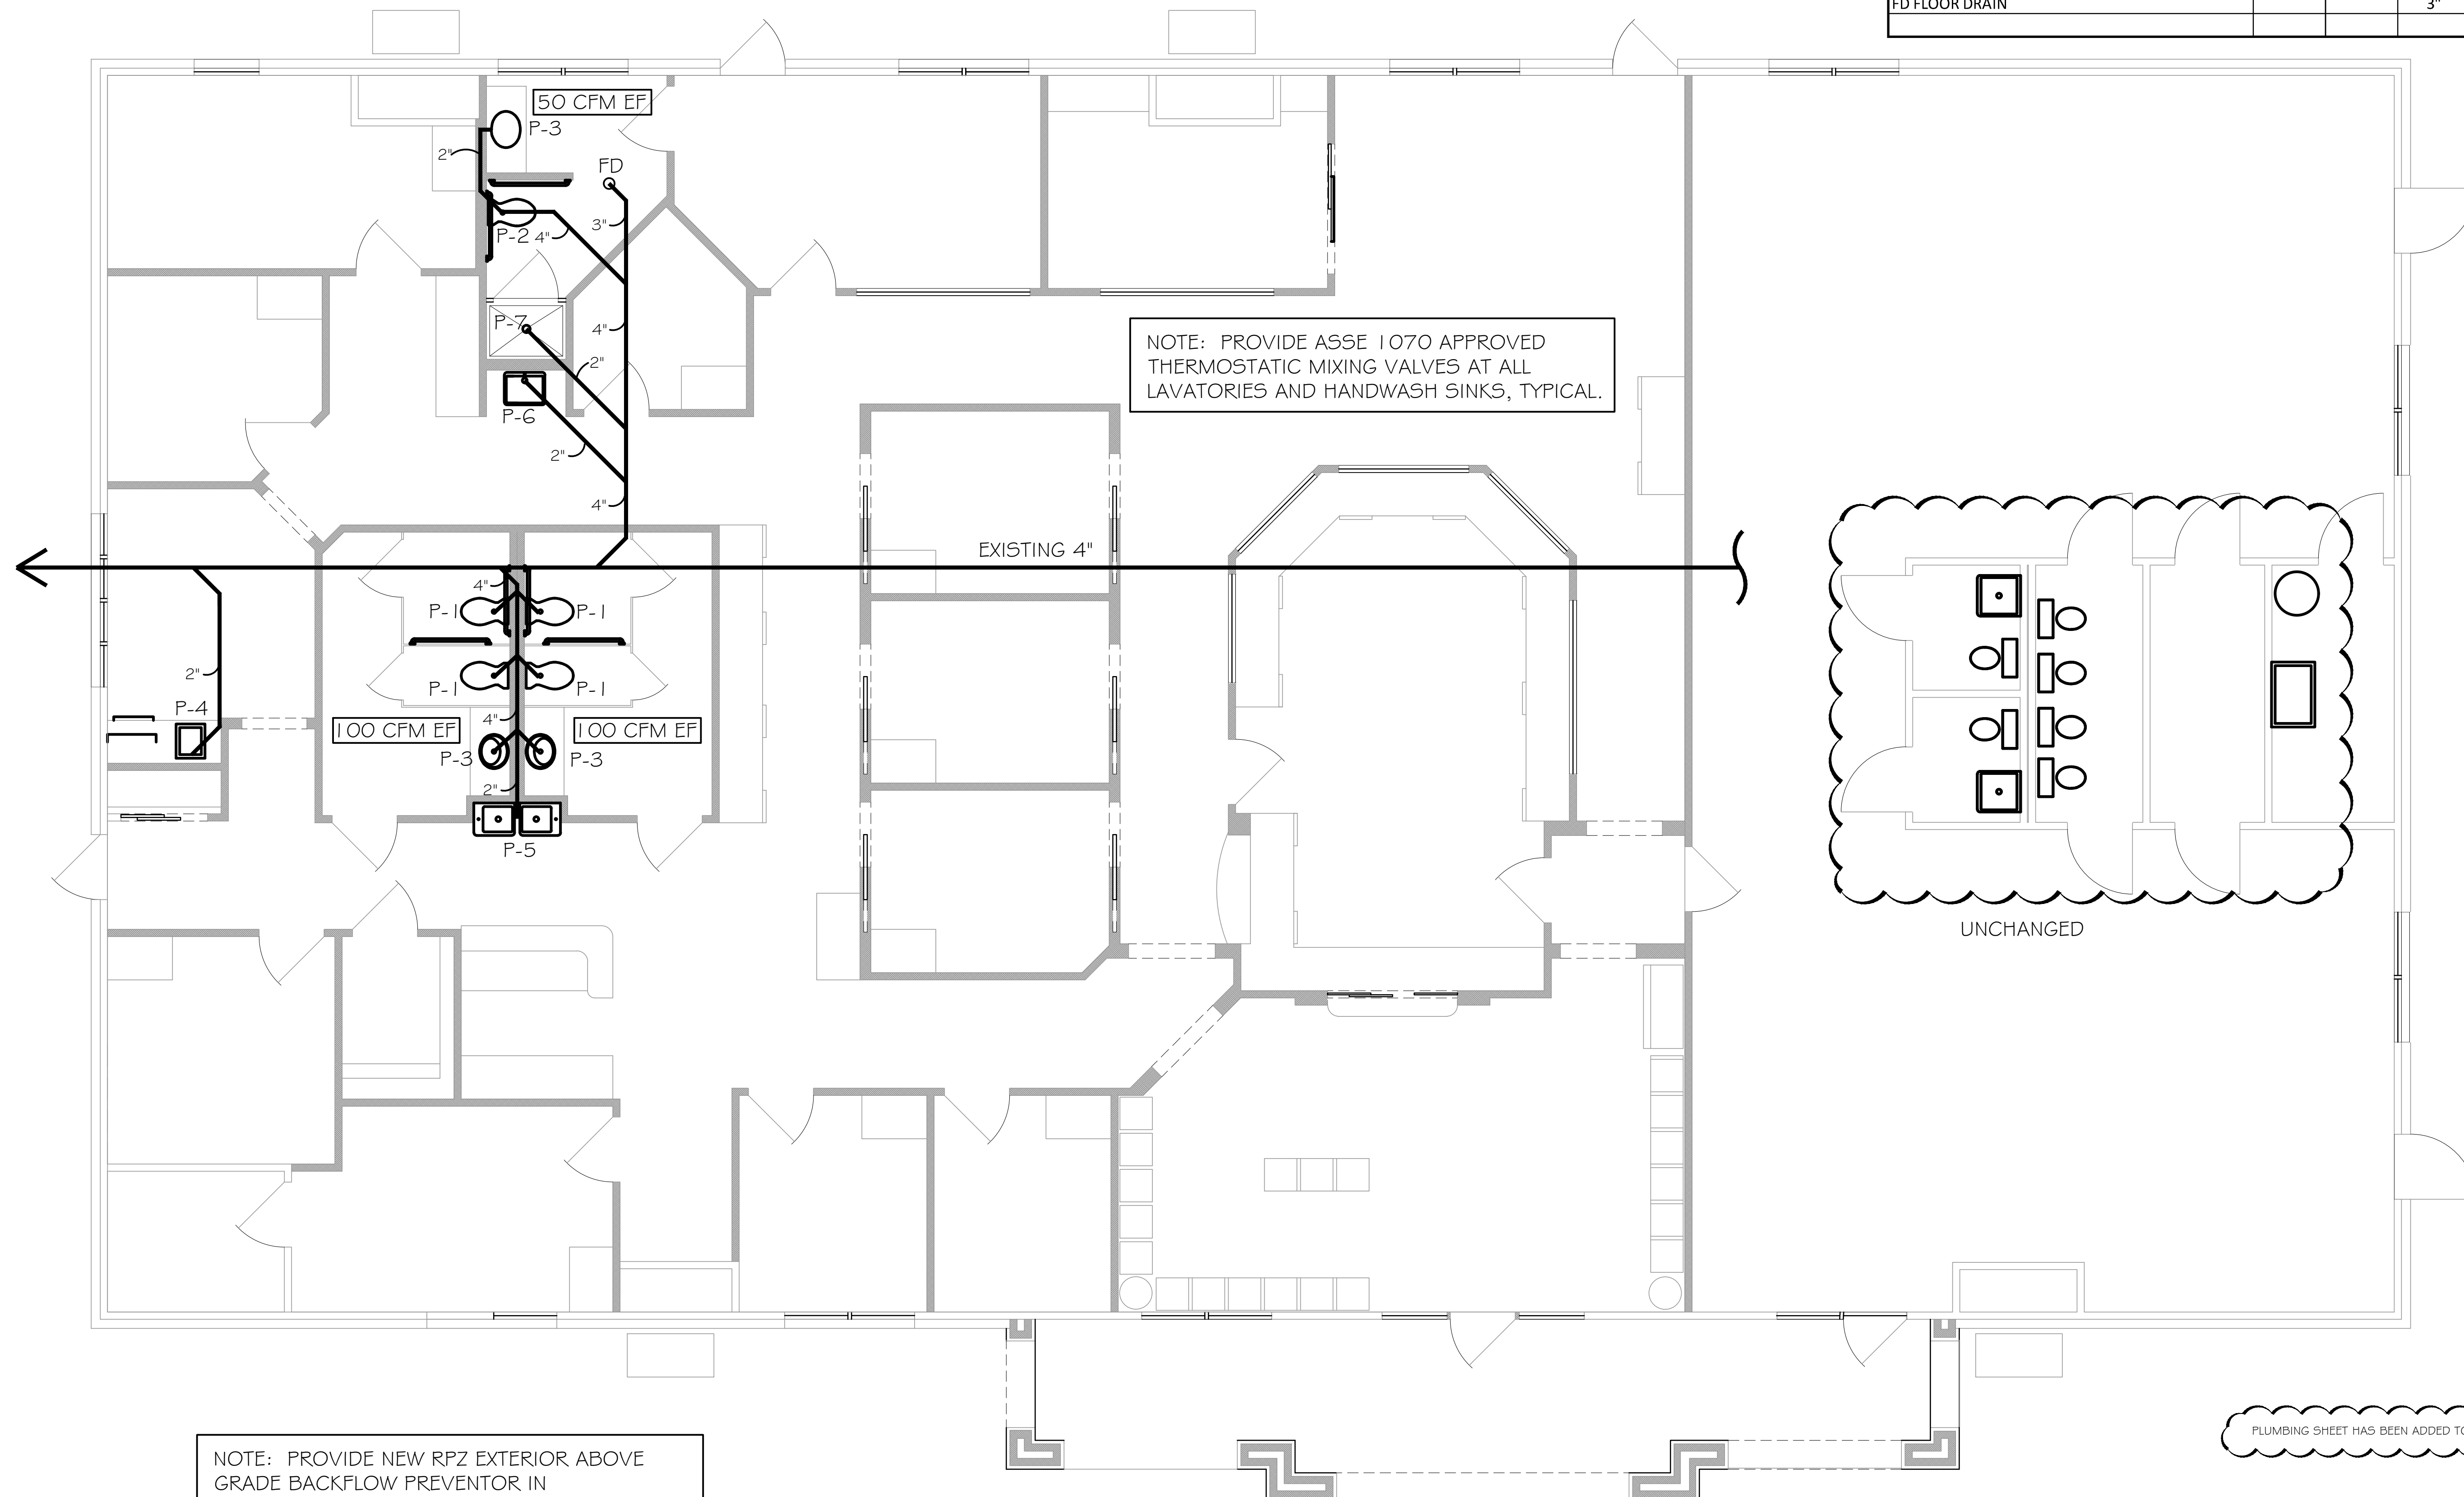 FD FLOOR DRAIN 3"
50 CFM EF
P-3
2"
FD
3"
P-2 4"
P-7
4"
2"
NOTE: PROVIDE ASSE 1070 APPROVED
THERMOSTATIC MIXING VALVES AT ALL
LAVATORIES AND HANDWASH SINKS, TYPICAL.
P-6
2"
4"
EXISTING 4"
4"
P-1 P-1
2"
P-1 P-1
P-4
4"
100 CFM EF 100 CFM EF
P-3 P-3
2"
P-5
UNCHANGED
PLUMBING SHEET HAS BEEN ADDED TO
NOTE: PROVIDE NEW RPZ EXTERIOR ABOVE
GRADE BACKFLOW PREVENTOR IN